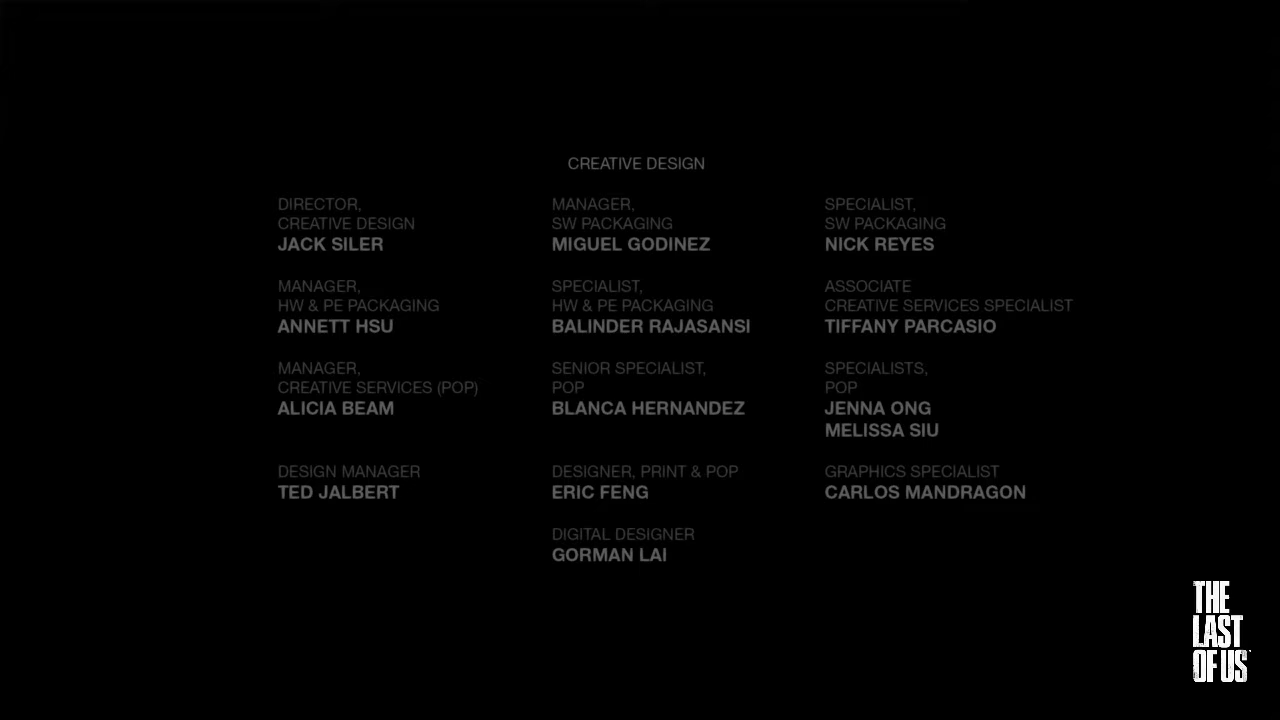 CREATIVE DESIGN
DIRECTOR,
CREATIVE DESIGN
JACK SILER
MANAGER,
SW PACKAGING
MIGUEL GODINEZ
SPECIALIST,
SW PACKAGING
NICK REYES
MANAGER,
HW & PE PACKAGING
ANNETT HSU
SPECIALIST,
HW & PE PACKAGING
BALINDER RAJASANSI
ASSOCIATE
CREATIVE SERVICES SPECIALIST
TIFFANY PARCASIO
MANAGER,
CREATIVE SERVICES (POP)
ALICIA BEAM
SENIOR SPECIALIST,
POP
BLANCA HERNANDEZ
SPECIALISTS,
POP
JENNA ONG
MELISSA SIU
DESIGN MANAGER
TED JALBERT
DESIGNER, PRINT & POP
ERIC FENG
GRAPHICS SPECIALIST
CARLOS MANDRAGON
DIGITAL DESIGNER
GORMAN LAI
THE
LAST
OF US